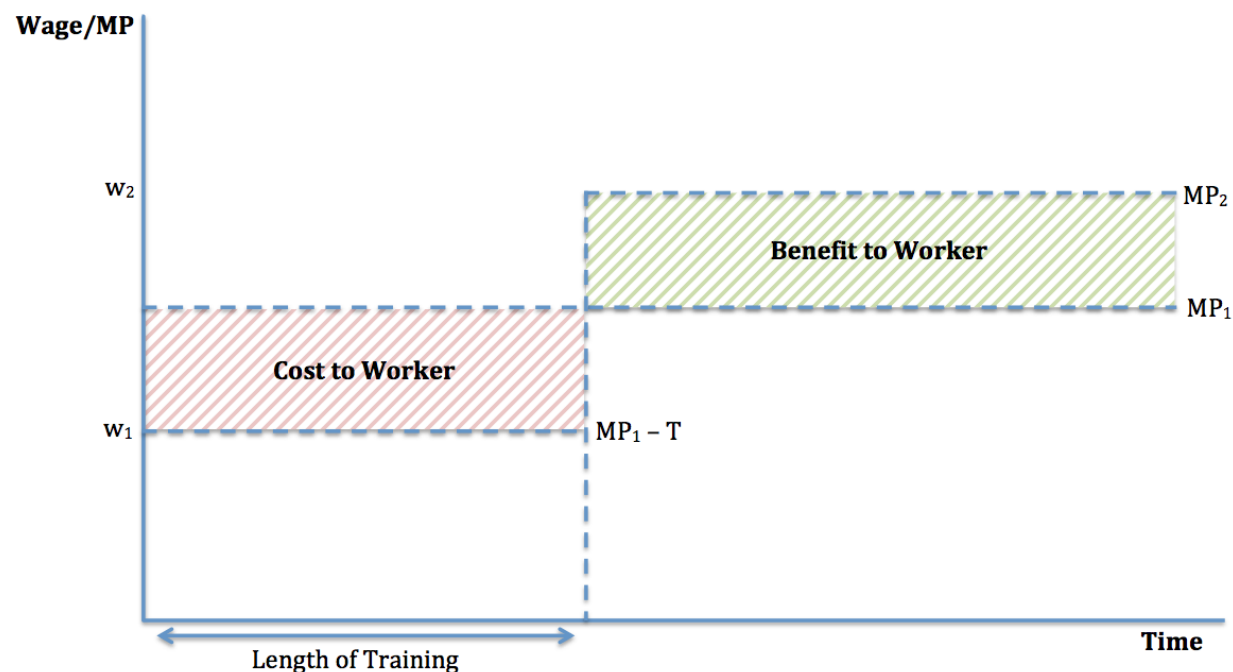 Wage/MP
w₂
MP₂
Benefit to Worker
MP₁
Cost to Worker
w₁
MP₁ – T
Time
Length of Training